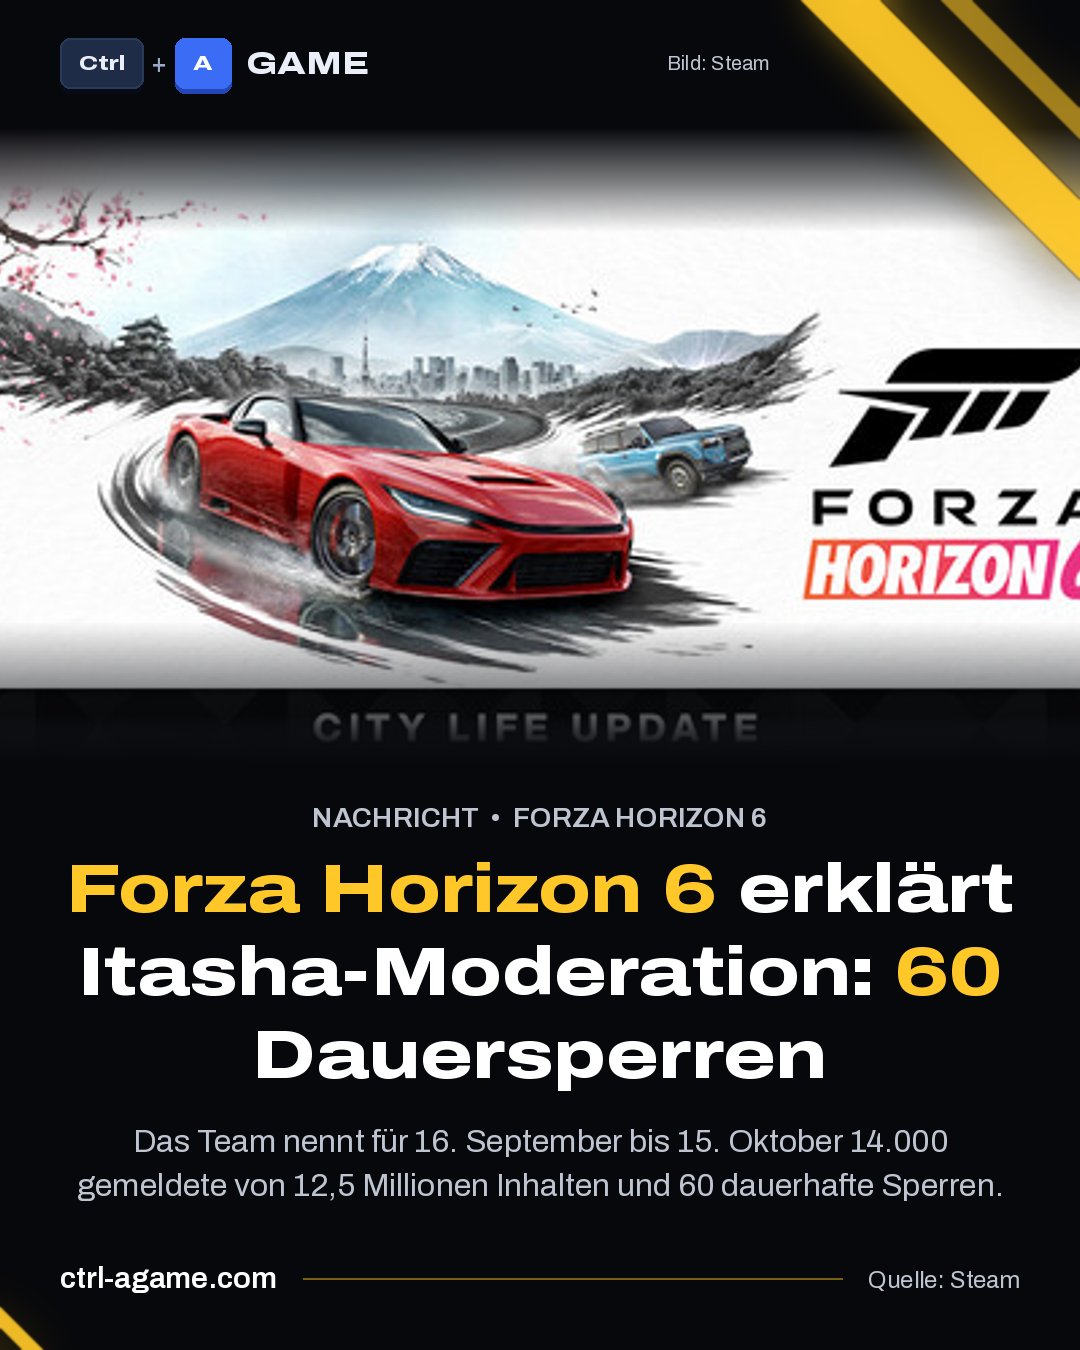 Ctrl + A GAME
Bild: Steam
FORZA
HORIZON 6
CITY LIFE UPDATE
NACHRICHT • FORZA HORIZON 6
Forza Horizon 6 erklärt
Itasha-Moderation: 60
Dauersperren
Das Team nennt für 16. September bis 15. Oktober 14.000
gemeldete von 12,5 Millionen Inhalten und 60 dauerhafte Sperren.
ctrl-agame.com
Quelle: Steam